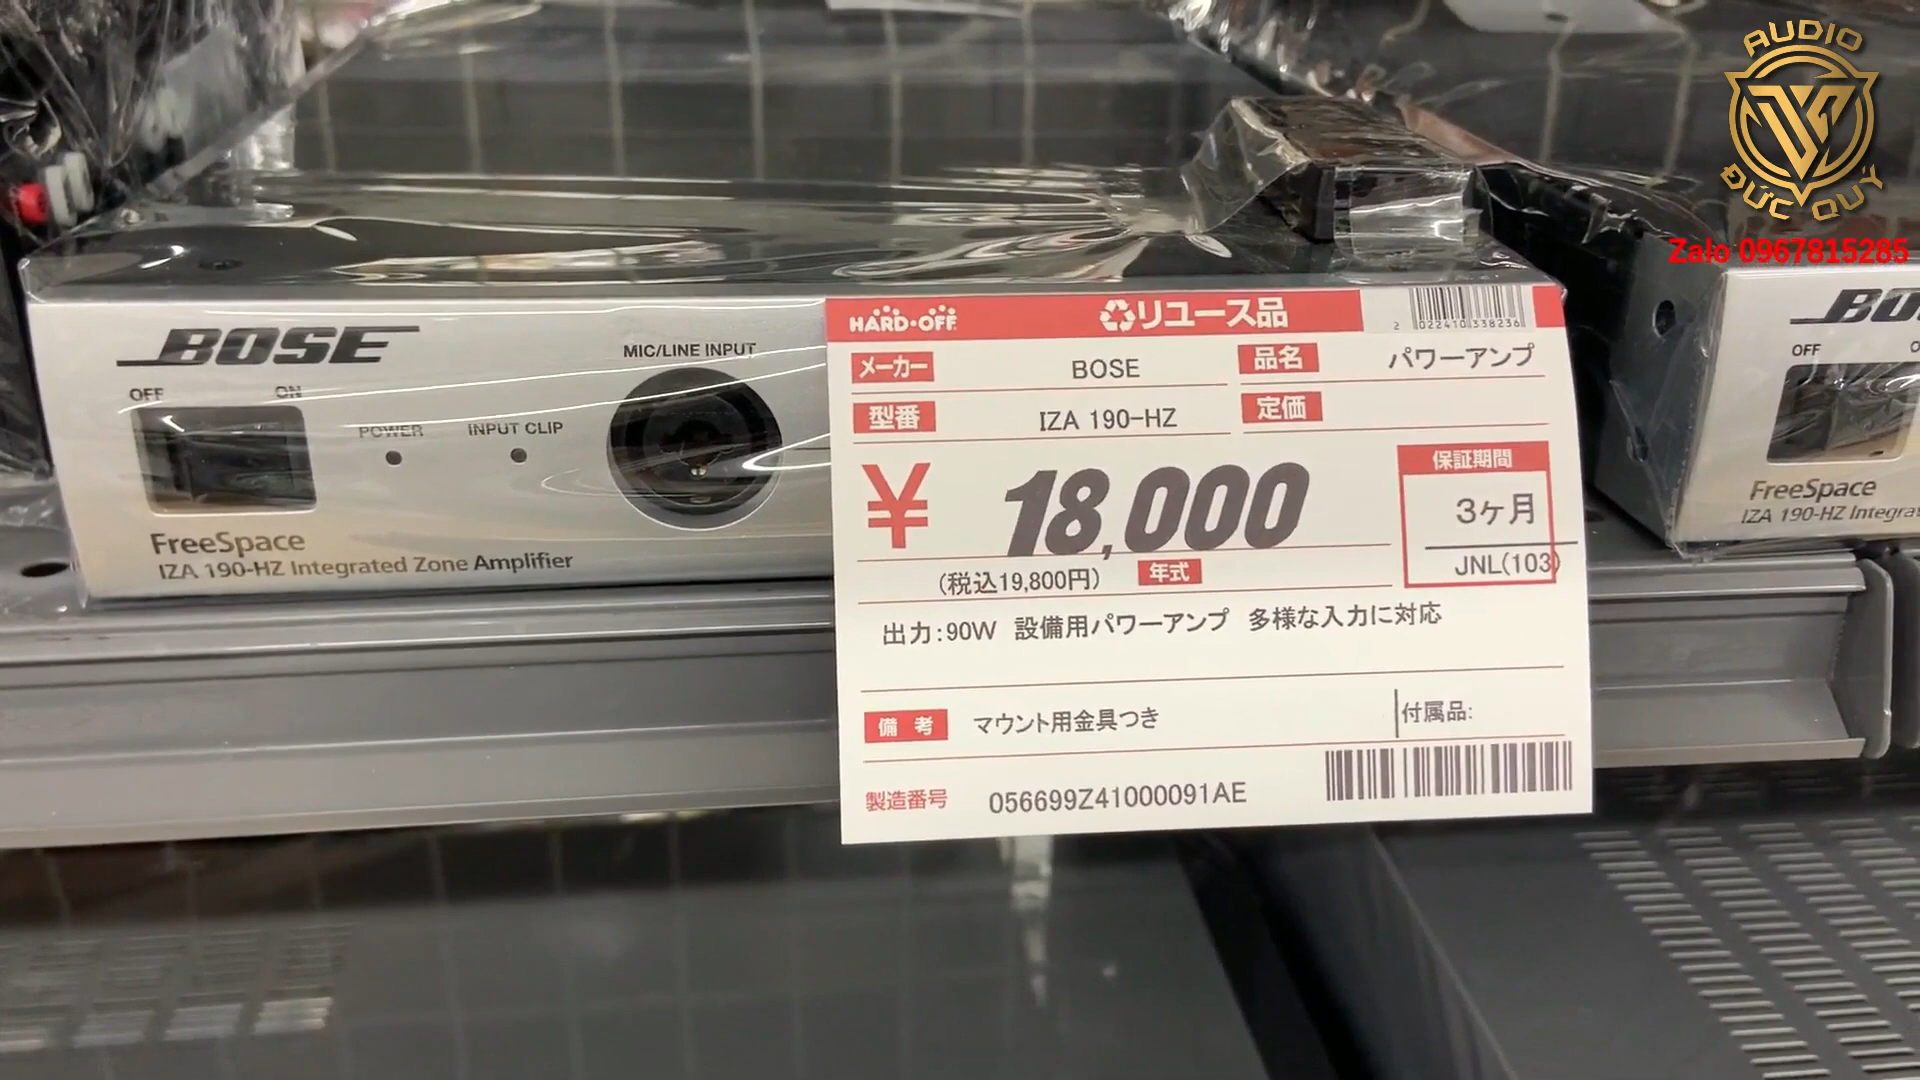 AUDIO
ĐỨC QUÝ
Zalo 0967815285
BOSE
OFF ON
POWER
INPUT CLIP
MIC/LINE INPUT
FreeSpace
IZA 190-HZ Integrated Zone Amplifier
HARD・OFF
リユース品
2 022410 338236
メーカー BOSE
品名 パワーアンプ
型番 IZA 190-HZ
定価
¥ 18,000
(税込19,800円)
年式
保証期間
3ヶ月
JNL(103)
出力:90W 設備用パワーアンプ 多様な入力に対応
備考 マウント用金具つき
付属品:
製造番号 056699Z41000091AE
OFF
FreeSpace
IZA 190-HZ